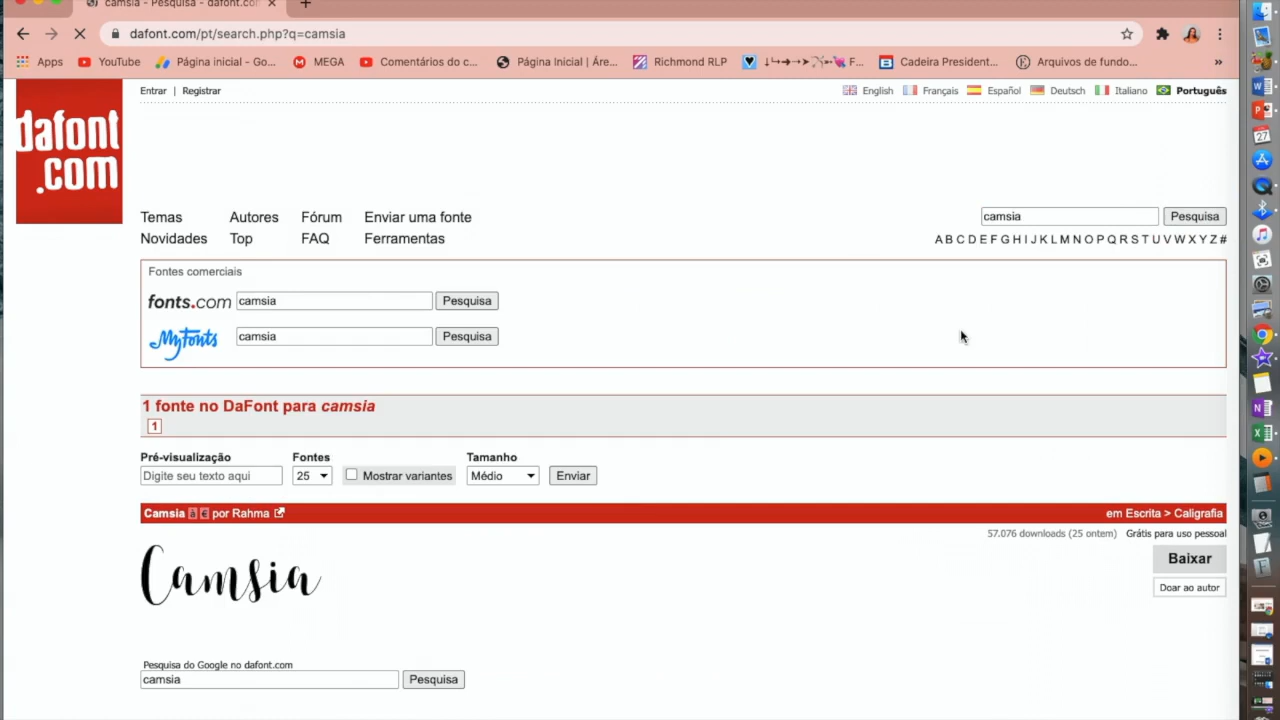 camsia - Pesquisa - dafont.com
dafont.com/pt/search.php?q=camsia
Apps YouTube Página inicial - Go... MEGA Comentários do c... Página Inicial | Áre... Richmond RLP F... Cadeira President... Arquivos de fundo... »
Entrar | Registrar English Français Español Deutsch Italiano Português
dafont
.com
Temas Autores Fórum Enviar uma fonte
camsia Pesquisa
Novidades Top FAQ Ferramentas
A B C D E F G H I J K L M N O P Q R S T U V W X Y Z #
Fontes comerciais
fonts.com camsia Pesquisa
MyFonts camsia Pesquisa
1 fonte no DaFont para camsia
1
Pré-visualização Fontes Tamanho
Digite seu texto aqui 25 Mostrar variantes Médio Enviar
Camsia à € por Rahma em Escrita > Caligrafia
57.076 downloads (25 ontem) Grátis para uso pessoal
Camsia
Baixar
Doar ao autor
Pesquisa do Google no dafont.com
camsia Pesquisa
27